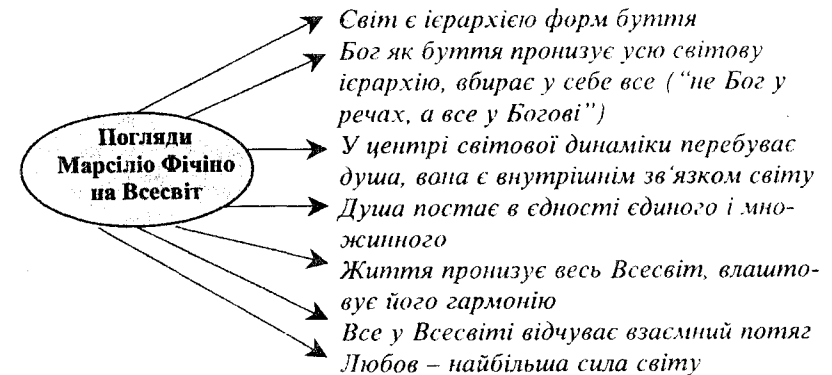 Погляди
Марсіліо Фічіно
на Всесвіт
Світ є ієрархією форм буття
Бог як буття пронизує усю світову
ієрархію, вбирає у себе все (“не Бог у
речах, а все у Богові”)
У центрі світової динаміки перебуває
душа, вона є внутрішнім зв'язком світу
Душа постає в єдності єдиного і мно-
жинного
Життя пронизує весь Всесвіт, влашто-
вує його гармонію
Все у Всесвіті відчуває взаємний потяг
Любов – найбільша сила світу